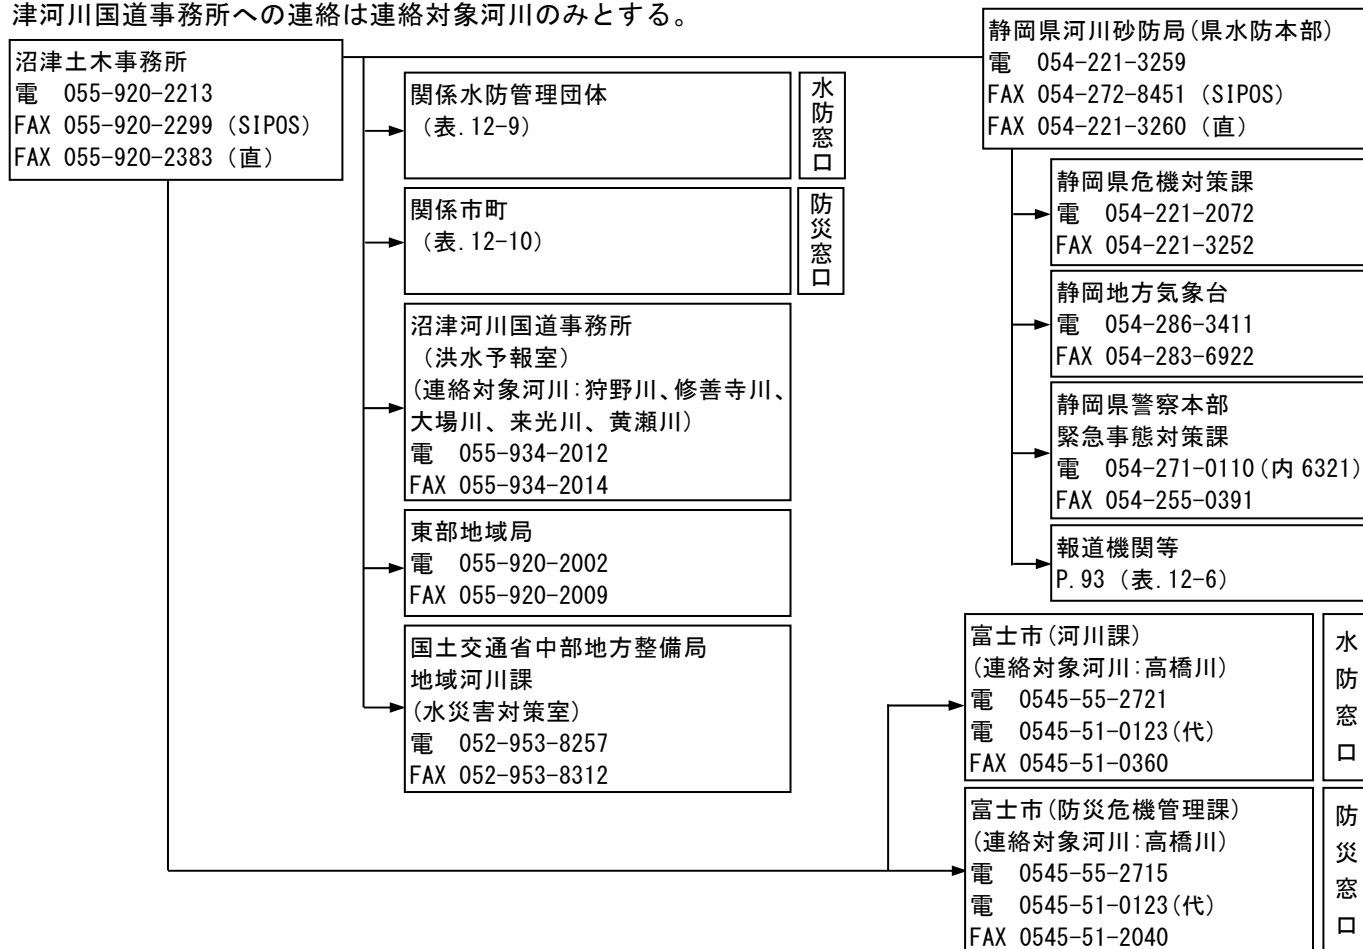 津河川国道事務所への連絡は連絡対象河川のみとする。
沼津土木事務所
電 055-920-2213
FAX 055-920-2299 (SIPOS)
FAX 055-920-2383 (直)
関係水防管理団体
(表.12-9)
水防窓口
関係市町
(表.12-10)
防災窓口
沼津河川国道事務所
(洪水予報室)
(連絡対象河川:狩野川、修善寺川、
大場川、来光川、黄瀬川)
電 055-934-2012
FAX 055-934-2014
東部地域局
電 055-920-2002
FAX 055-920-2009
国土交通省中部地方整備局
地域河川課
(水災害対策室)
電 052-953-8257
FAX 052-953-8312
静岡県河川砂防局(県水防本部)
電 054-221-3259
FAX 054-272-8451 (SIPOS)
FAX 054-221-3260 (直)
静岡県危機対策課
電 054-221-2072
FAX 054-221-3252
静岡地方気象台
電 054-286-3411
FAX 054-283-6922
静岡県警察本部
緊急事態対策課
電 054-271-0110(内 6321)
FAX 054-255-0391
報道機関等
P.93 (表.12-6)
富士市(河川課)
(連絡対象河川:高橋川)
電 0545-55-2721
電 0545-51-0123(代)
FAX 0545-51-0360
水防窓口
富士市(防災危機管理課)
(連絡対象河川:高橋川)
電 0545-55-2715
電 0545-51-0123(代)
FAX 0545-51-2040
防災窓口